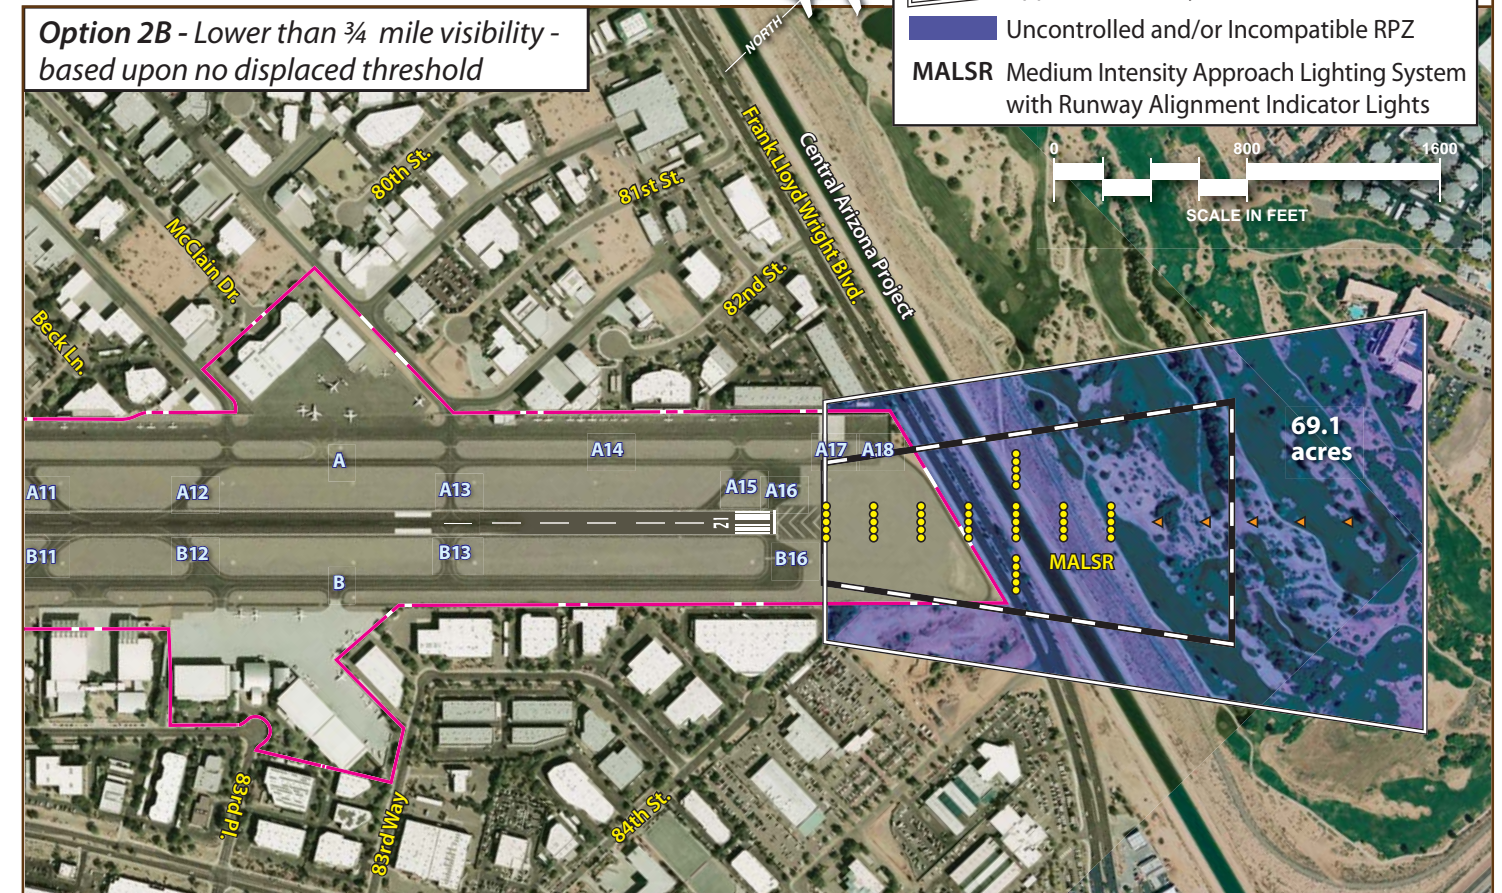 Option 2B - Lower than ¾ mile visibility -
based upon no displaced threshold
NORTH
Uncontrolled and/or Incompatible RPZ
MALSR Medium Intensity Approach Lighting System
with Runway Alignment Indicator Lights
0 800 1600
SCALE IN FEET
Frank Lloyd Wright Blvd.
Central Arizona Project
80th St.
81st St.
82nd St.
McClain Dr.
Beck Ln.
69.1
acres
A14
A17
A18
A
A11
A12
A13
A15
A16
21
B11
B12
B13
B16
B
MALSR
83rd Pl.
83rd Way
84th St.